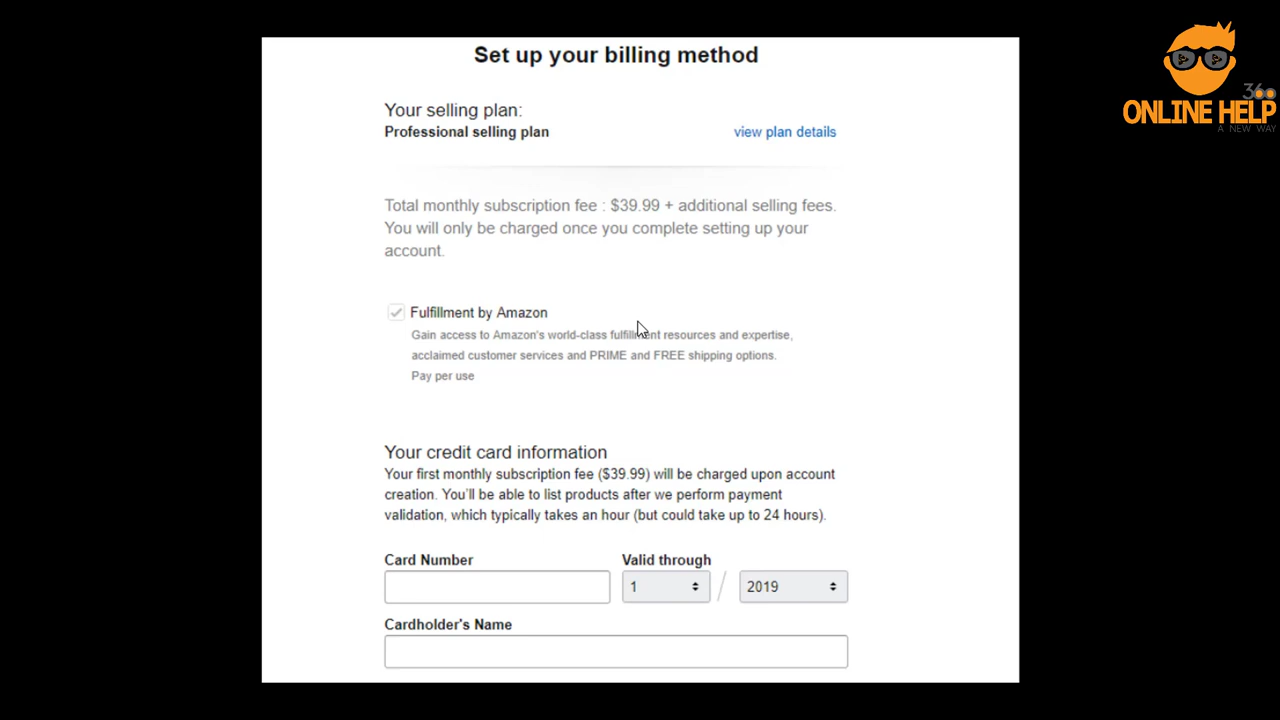 Set up your billing method
360
ONLINE HELP
A NEW WAY
Your selling plan:
Professional selling plan
view plan details
Total monthly subscription fee : $39.99 + additional selling fees.
You will only be charged once you complete setting up your
account.
Fulfillment by Amazon
Gain access to Amazon's world-class fulfillment resources and expertise,
acclaimed customer services and PRIME and FREE shipping options.
Pay per use
Your credit card information
Your first monthly subscription fee ($39.99) will be charged upon account
creation. You'll be able to list products after we perform payment
validation, which typically takes an hour (but could take up to 24 hours).
Card Number
Valid through
1
/
2019
Cardholder's Name